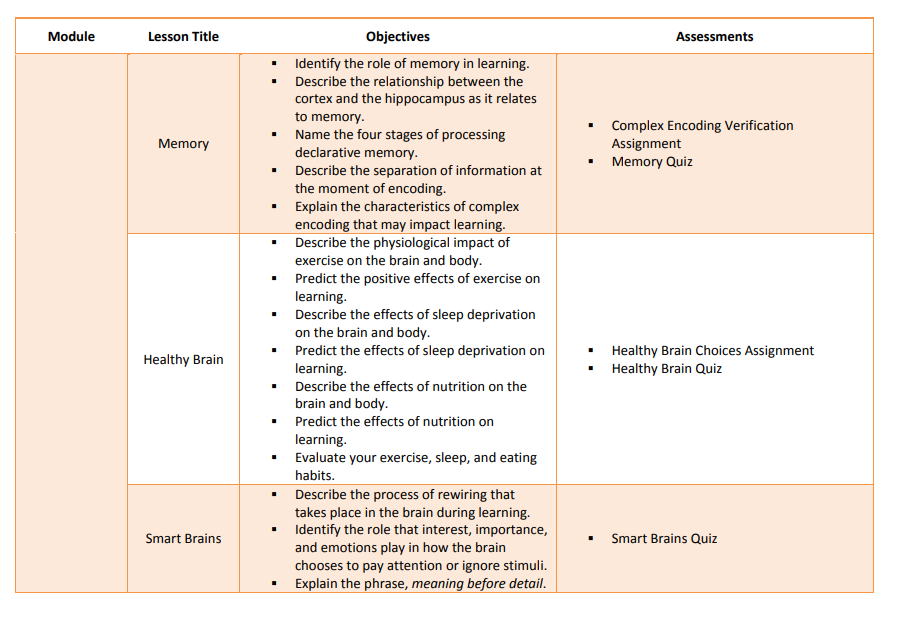 Module Lesson Title Objectives Assessments
Memory
▪ Identify the role of memory in learning.
▪ Describe the relationship between the
cortex and the hippocampus as it relates
to memory.
▪ Name the four stages of processing
declarative memory.
▪ Describe the separation of information at
the moment of encoding.
▪ Explain the characteristics of complex
encoding that may impact learning.
▪ Complex Encoding Verification
Assignment
▪ Memory Quiz
Healthy Brain
▪ Describe the physiological impact of
exercise on the brain and body.
▪ Predict the positive effects of exercise on
learning.
▪ Describe the effects of sleep deprivation
on the brain and body.
▪ Predict the effects of sleep deprivation on
learning.
▪ Describe the effects of nutrition on the
brain and body.
▪ Predict the effects of nutrition on
learning.
▪ Evaluate your exercise, sleep, and eating
habits.
▪ Healthy Brain Choices Assignment
▪ Healthy Brain Quiz
Smart Brains
▪ Describe the process of rewiring that
takes place in the brain during learning.
▪ Identify the role that interest, importance,
and emotions play in how the brain
chooses to pay attention or ignore stimuli.
▪ Explain the phrase, meaning before detail.
▪ Smart Brains Quiz